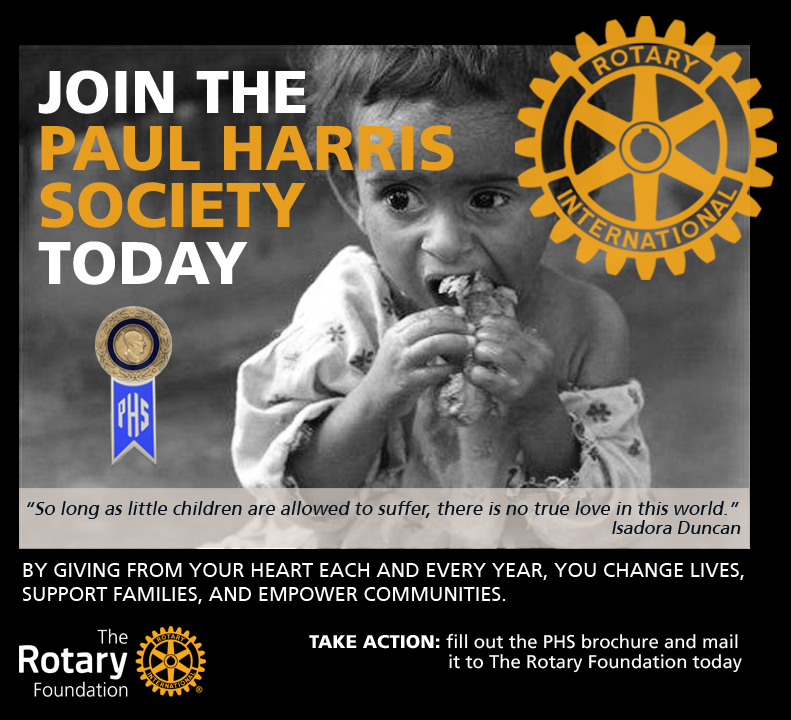 JOIN THE
PAUL HARRIS
SOCIETY
TODAY
ROTARY
INTERNATIONAL
PHS
“So long as little children are allowed to suffer, there is no true love in this world.”
Isadora Duncan
BY GIVING FROM YOUR HEART EACH AND EVERY YEAR, YOU CHANGE LIVES,
SUPPORT FAMILIES, AND EMPOWER COMMUNITIES.
The
Rotary
Foundation
ROTARY
INTERNATIONAL
®
TAKE ACTION: fill out the PHS brochure and mail
it to The Rotary Foundation today